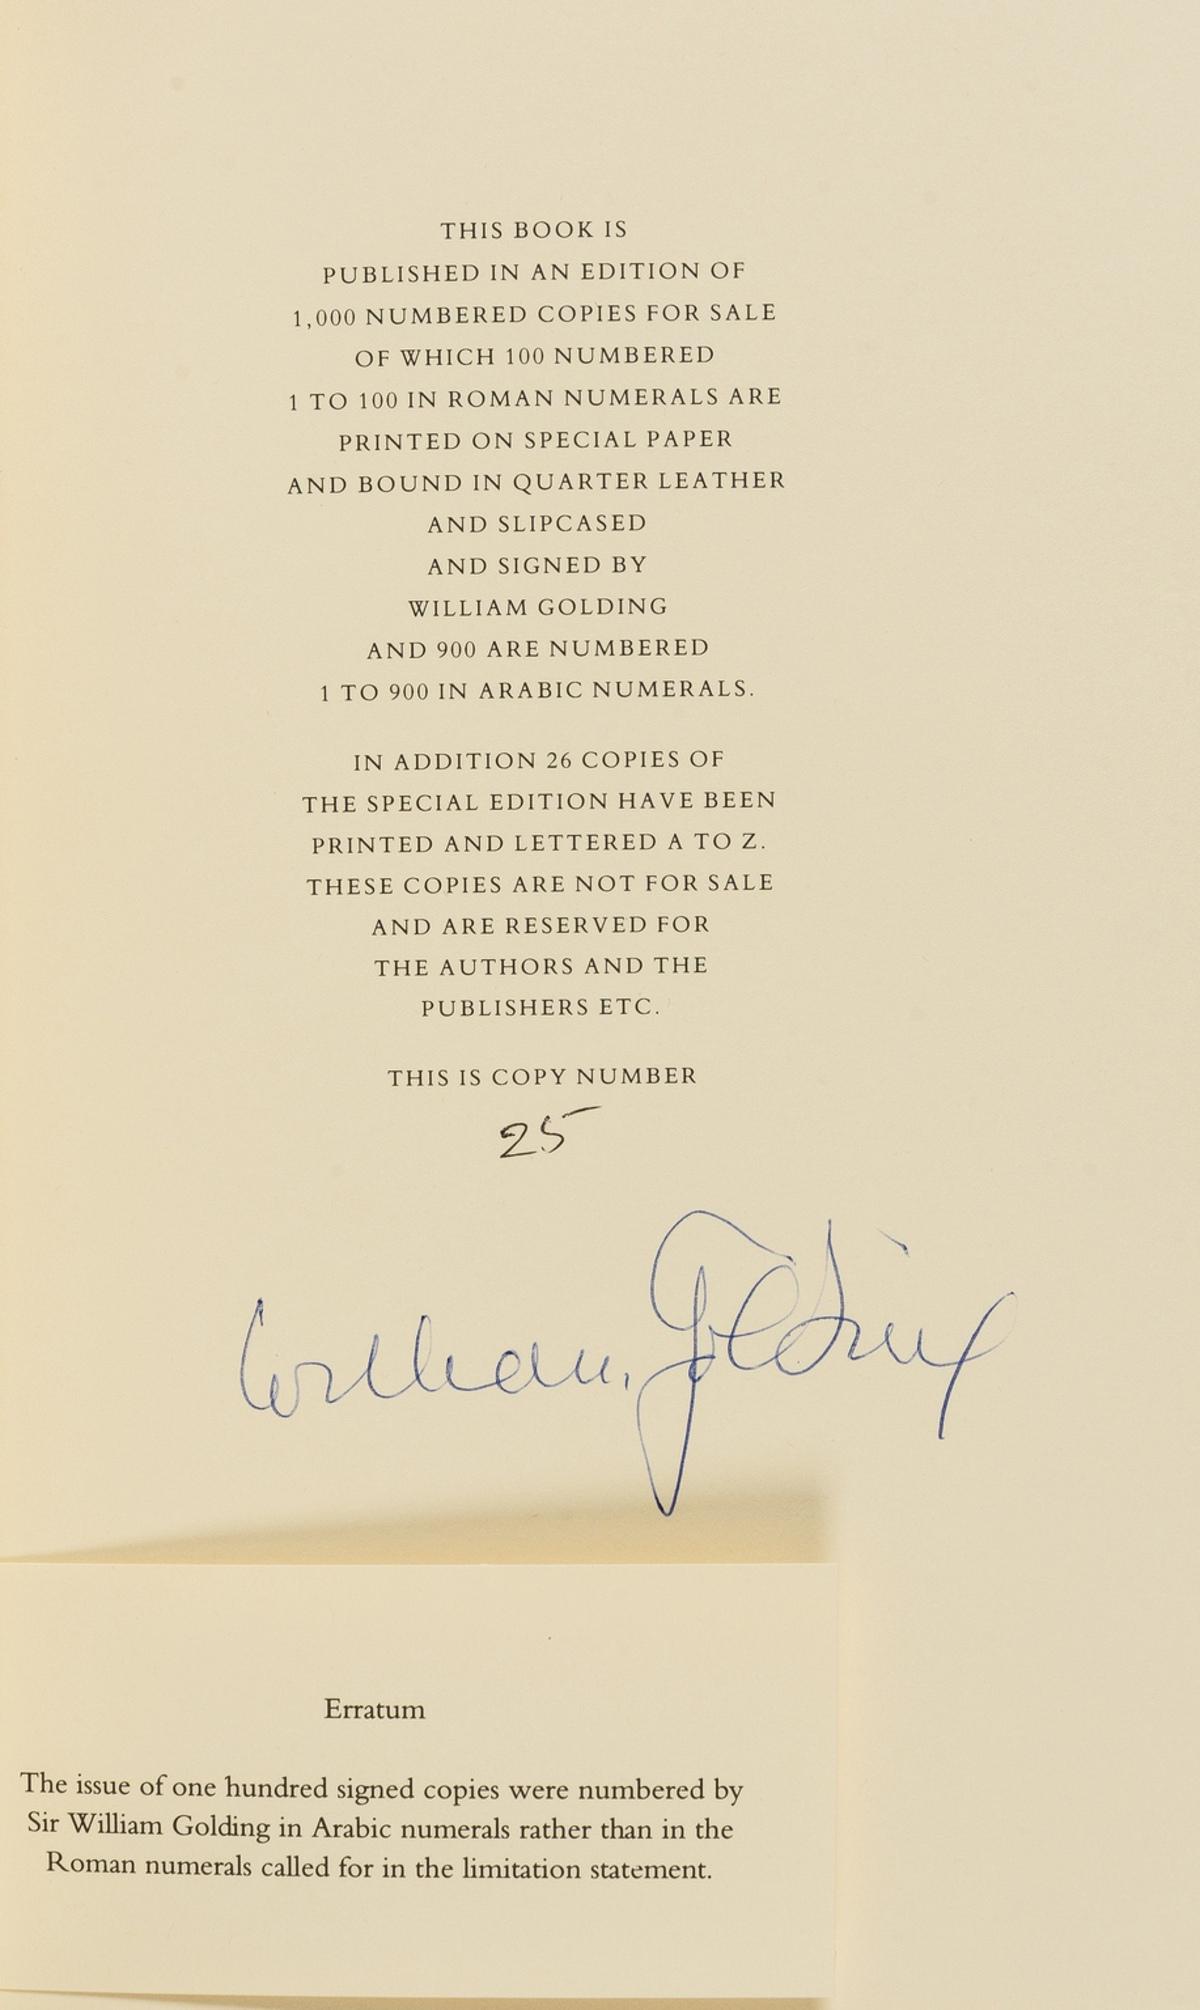 THIS BOOK IS
PUBLISHED IN AN EDITION OF
1,000 NUMBERED COPIES FOR SALE
OF WHICH 100 NUMBERED
1 TO 100 IN ROMAN NUMERALS ARE
PRINTED ON SPECIAL PAPER
AND BOUND IN QUARTER LEATHER
AND SLIPCASED
AND SIGNED BY
WILLIAM GOLDING
AND 900 ARE NUMBERED
1 TO 900 IN ARABIC NUMERALS.
IN ADDITION 26 COPIES OF
THE SPECIAL EDITION HAVE BEEN
PRINTED AND LETTERED A TO Z.
THESE COPIES ARE NOT FOR SALE
AND ARE RESERVED FOR
THE AUTHORS AND THE
PUBLISHERS ETC.
THIS IS COPY NUMBER
25
William Golding
Erratum
The issue of one hundred signed copies were numbered by
Sir William Golding in Arabic numerals rather than in the
Roman numerals called for in the limitation statement.